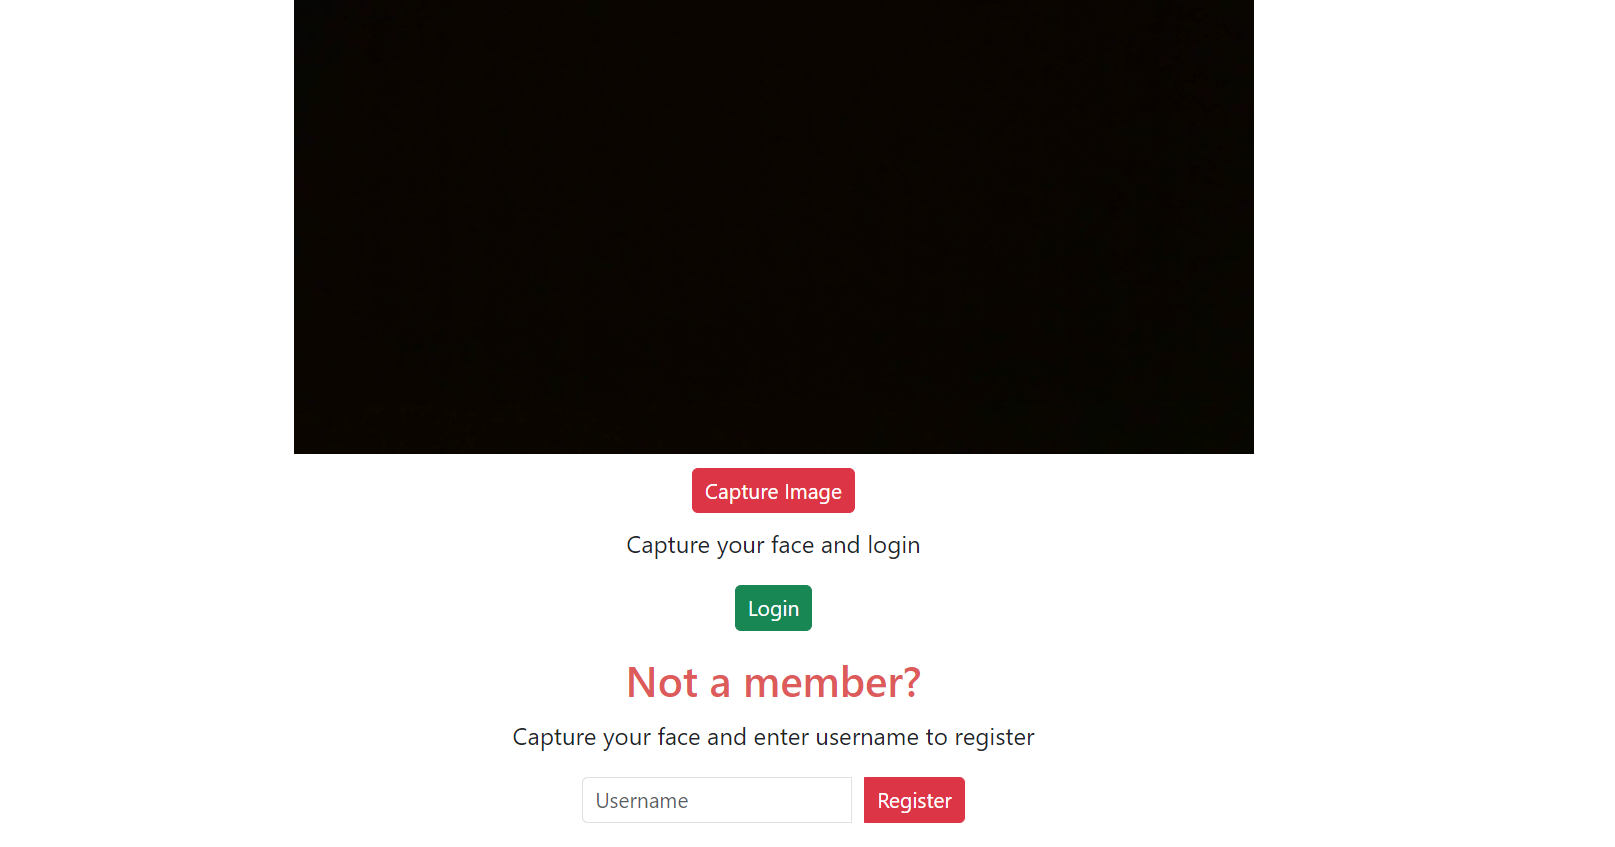 Capture Image
Capture your face and login
Login
Not a member?
Capture your face and enter username to register
Username Register